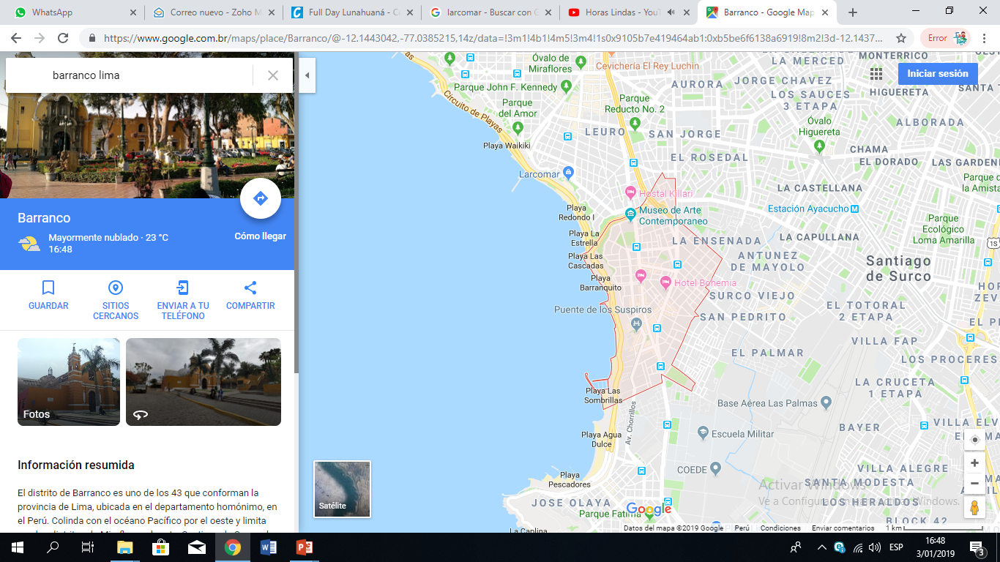 WhatsApp
Correo nuevo - Zoho M
Full Day Lunahuaná - C
larcomar - Buscar con G
Horas Lindas - YouT
Barranco - Google Map
https://www.google.com.br/maps/place/Barranco/@-12.1443042,-77.0385215,14z/data=!3m1!4b1!4m5!3m4!1s0x9105b7e419464ab1:0xb5be6f6138a6919!8m2!3d-12.1437...
Error
barranco lima
Barranco
Mayormente nublado · 23 °C
16:48
Cómo llegar
GUARDAR
SITIOS
CERCANOS
ENVIAR A TU
TELÉFONO
COMPARTIR
Fotos
Información resumida
El distrito de Barranco es uno de los 43 que conforman la
provincia de Lima, ubicada en el departamento homónimo, en
el Perú. Colinda con el océano Pacífico por el oeste y limita
Satélite
Iniciar sesión
Óvalo de
Miraflores
Cevichería El Rey Luchin
LA MERCED
MONTERRICO
Parque John F. Kennedy
AURORA
JORGE CHAVEZ
LOS SAUCES
3 ETAPA
HIGUERETA
SANTA T
Circuito de Playas
Parque
del Amor
Parque
Reducto No. 2
Óvalo
Higuereta
ALBORADA
LEURO
SAN JORGE
Playa Waikiki
CHAMA
EL DORADO
LAS GARDENI
EL ROSEDAL
Larcomar
Parque d
la Amista
LA CASTELLANA
Hostal Killari
Estación Ayacucho
Playa
Redondo I
Museo de Arte
Contemporaneo
Parque
Ecológico
Loma Amarilla
Playa La
Estrella
LA ENSENADA
LA CAPULLANA
1S
Playa Las
Cascadas
ANTUNEZ
DE MAYOLO
Santiago
de Surco
Playa
Barranquito
Hotel Bohemia
SURCO VIEJO
HOR
ZEV
Puente de los Suspiros
EL TOTORAL
2 ETAPA
SAN PEDRITO
EL P
VILLA FAP
EL PALMAR
LOS PROCERES
LA CRUCETA
1 ETAPA
Playa Las
Sombrillas
Base Aérea Las Palmas
Av. Chorrillos
BAYER
VILLA ELV
Playa Agua
Dulce
Escuela Militar
COEDE
VILLA ALEGRE
Playa
Pescadores
SANTA MODESTA
Activar Windows
Ve a Configuración para activar Windows.
JOSE OLAYA
LOS HERALDOS
Parque Fatima
Google
BLOCK 42
La Caplina
Datos del mapa ©2019 Google
Perú
Condiciones
Enviar comentarios
1 km
ESP
16:48
3/01/2019
3